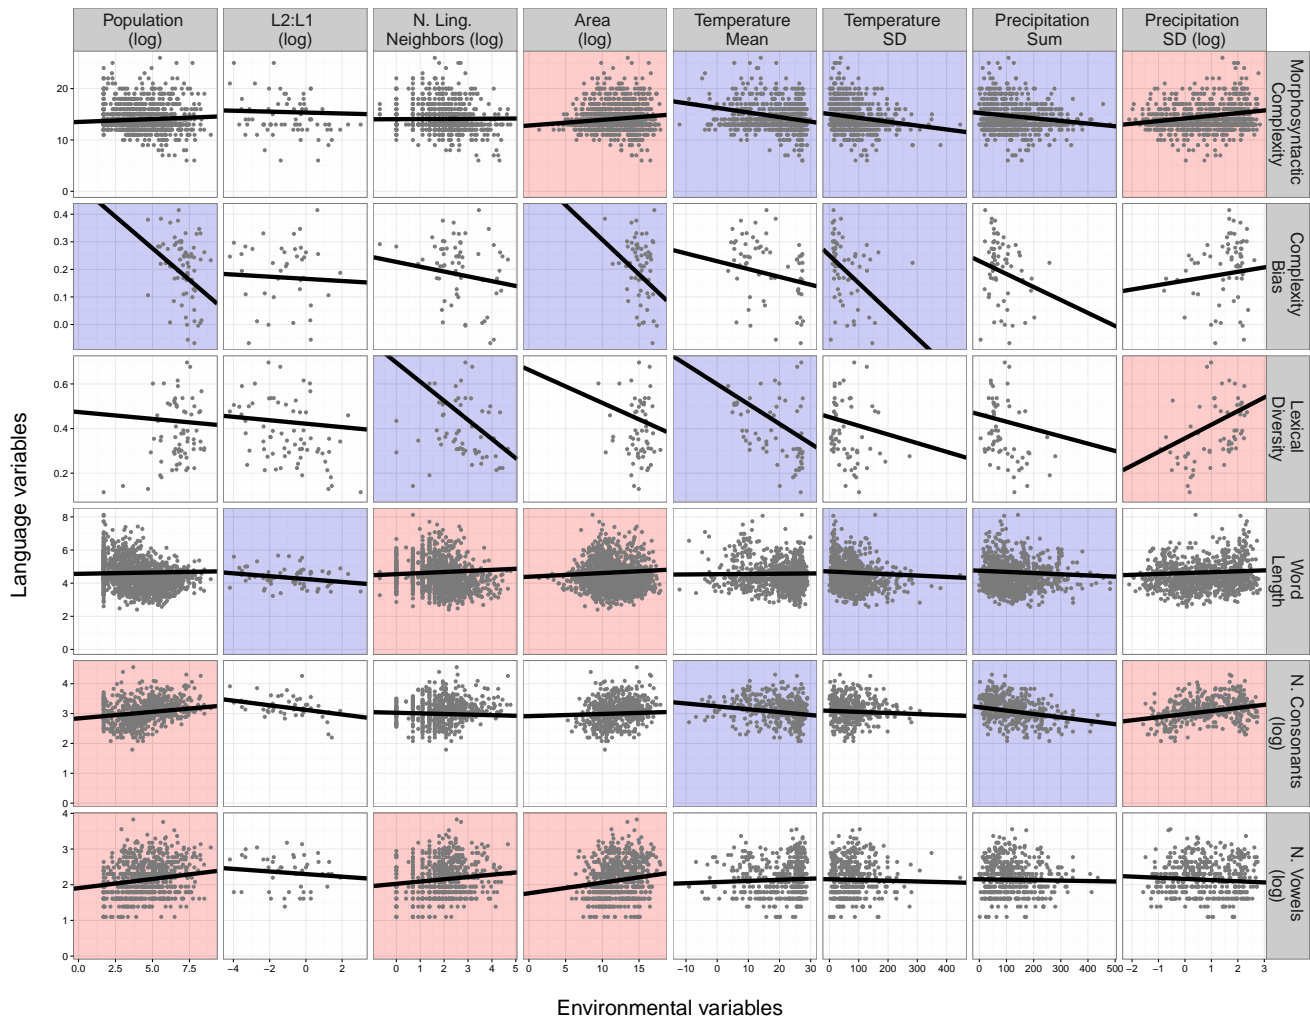 Population
(log)
L2:L1
(log)
N. Ling.
Neighbors (log)
Area
(log)
Temperature
Mean
Temperature
SD
Precipitation
Sum
Precipitation
SD (log)
Morphosyntactic
Complexity
Complexity
Bias
Lexical
Diversity
Word
Length
N. Consonants
(log)
N. Vowels
(log)
Language variables
20
10
0
0.4
0.3
0.2
0.1
0.0
0.6
0.4
0.2
8
6
4
2
0
4
3
2
1
0
4
3
2
1
0
0.0 2.5 5.0 7.5
−4 −2 0 2
0 1 2 3 4 5
0 5 10 15
−10 0 10 20 30
0 100 200 300 400
0 100 200 300 400 500
−2 −1 0 1 2 3
Environmental variables